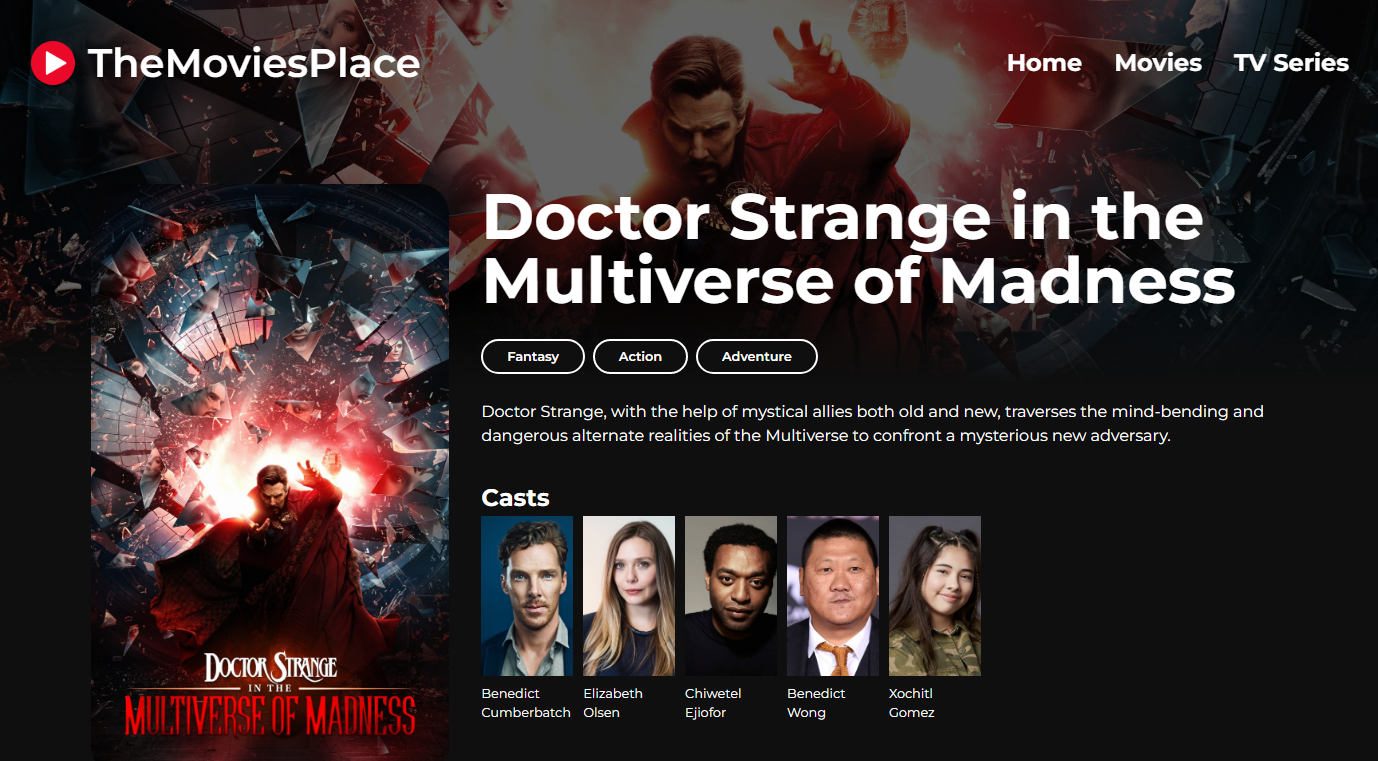 TheMoviesPlace
Home Movies TV Series
Doctor Strange in the
Multiverse of Madness
Fantasy Action Adventure
Doctor Strange, with the help of mystical allies both old and new, traverses the mind-bending and
dangerous alternate realities of the Multiverse to confront a mysterious new adversary.
Casts
Benedict
Cumberbatch
Elizabeth
Olsen
Chiwetel
Ejiofor
Benedict
Wong
Xochitl
Gomez
DOCTOR STRANGE
IN THE
MULTIVERSE OF MADNESS